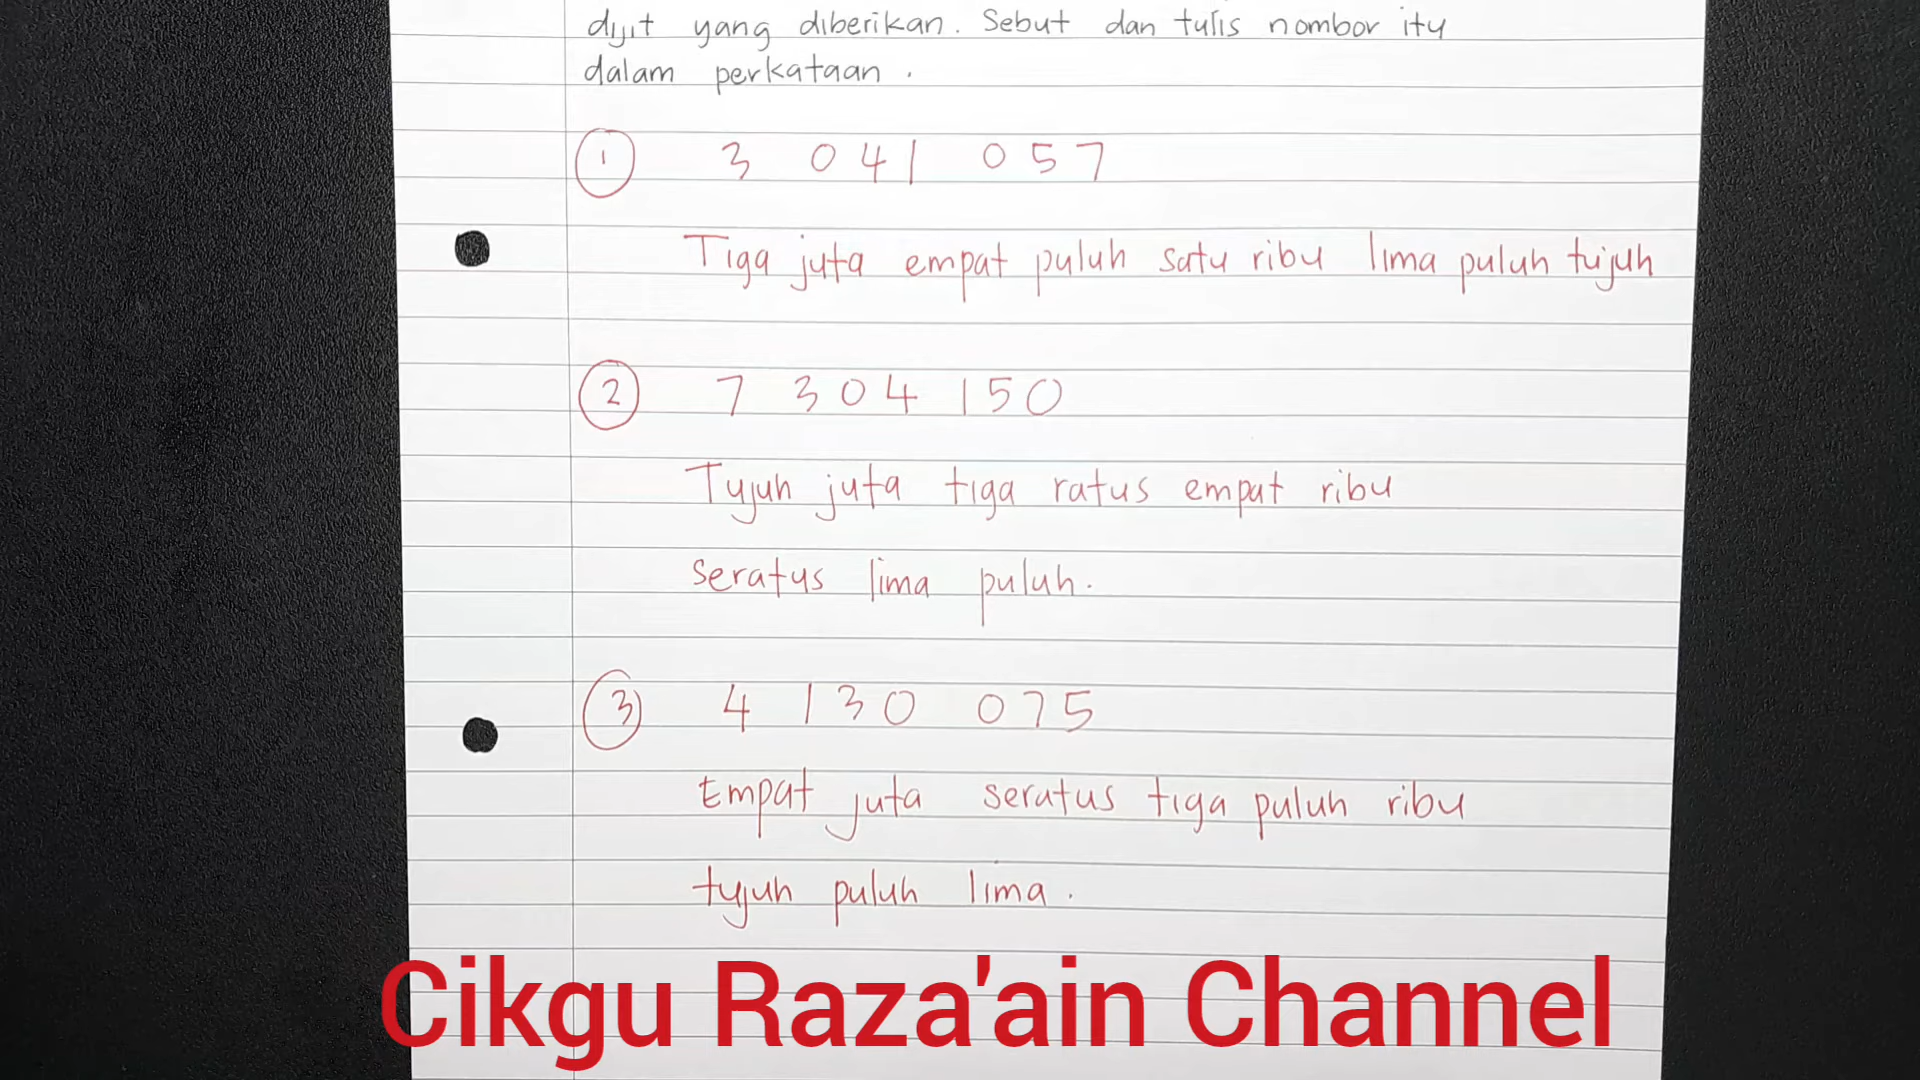 dijit yang diberikan. Sebut dan tulis nombor itu
dalam perkataan.
1 3 041 057
Tiga juta empat puluh satu ribu lima puluh tujuh
2 7 304 150
Tujuh juta tiga ratus empat ribu
seratus lima puluh.
3 4 130 075
Empat juta seratus tiga puluh ribu
tujuh puluh lima.
Cikgu Raza'ain Channel